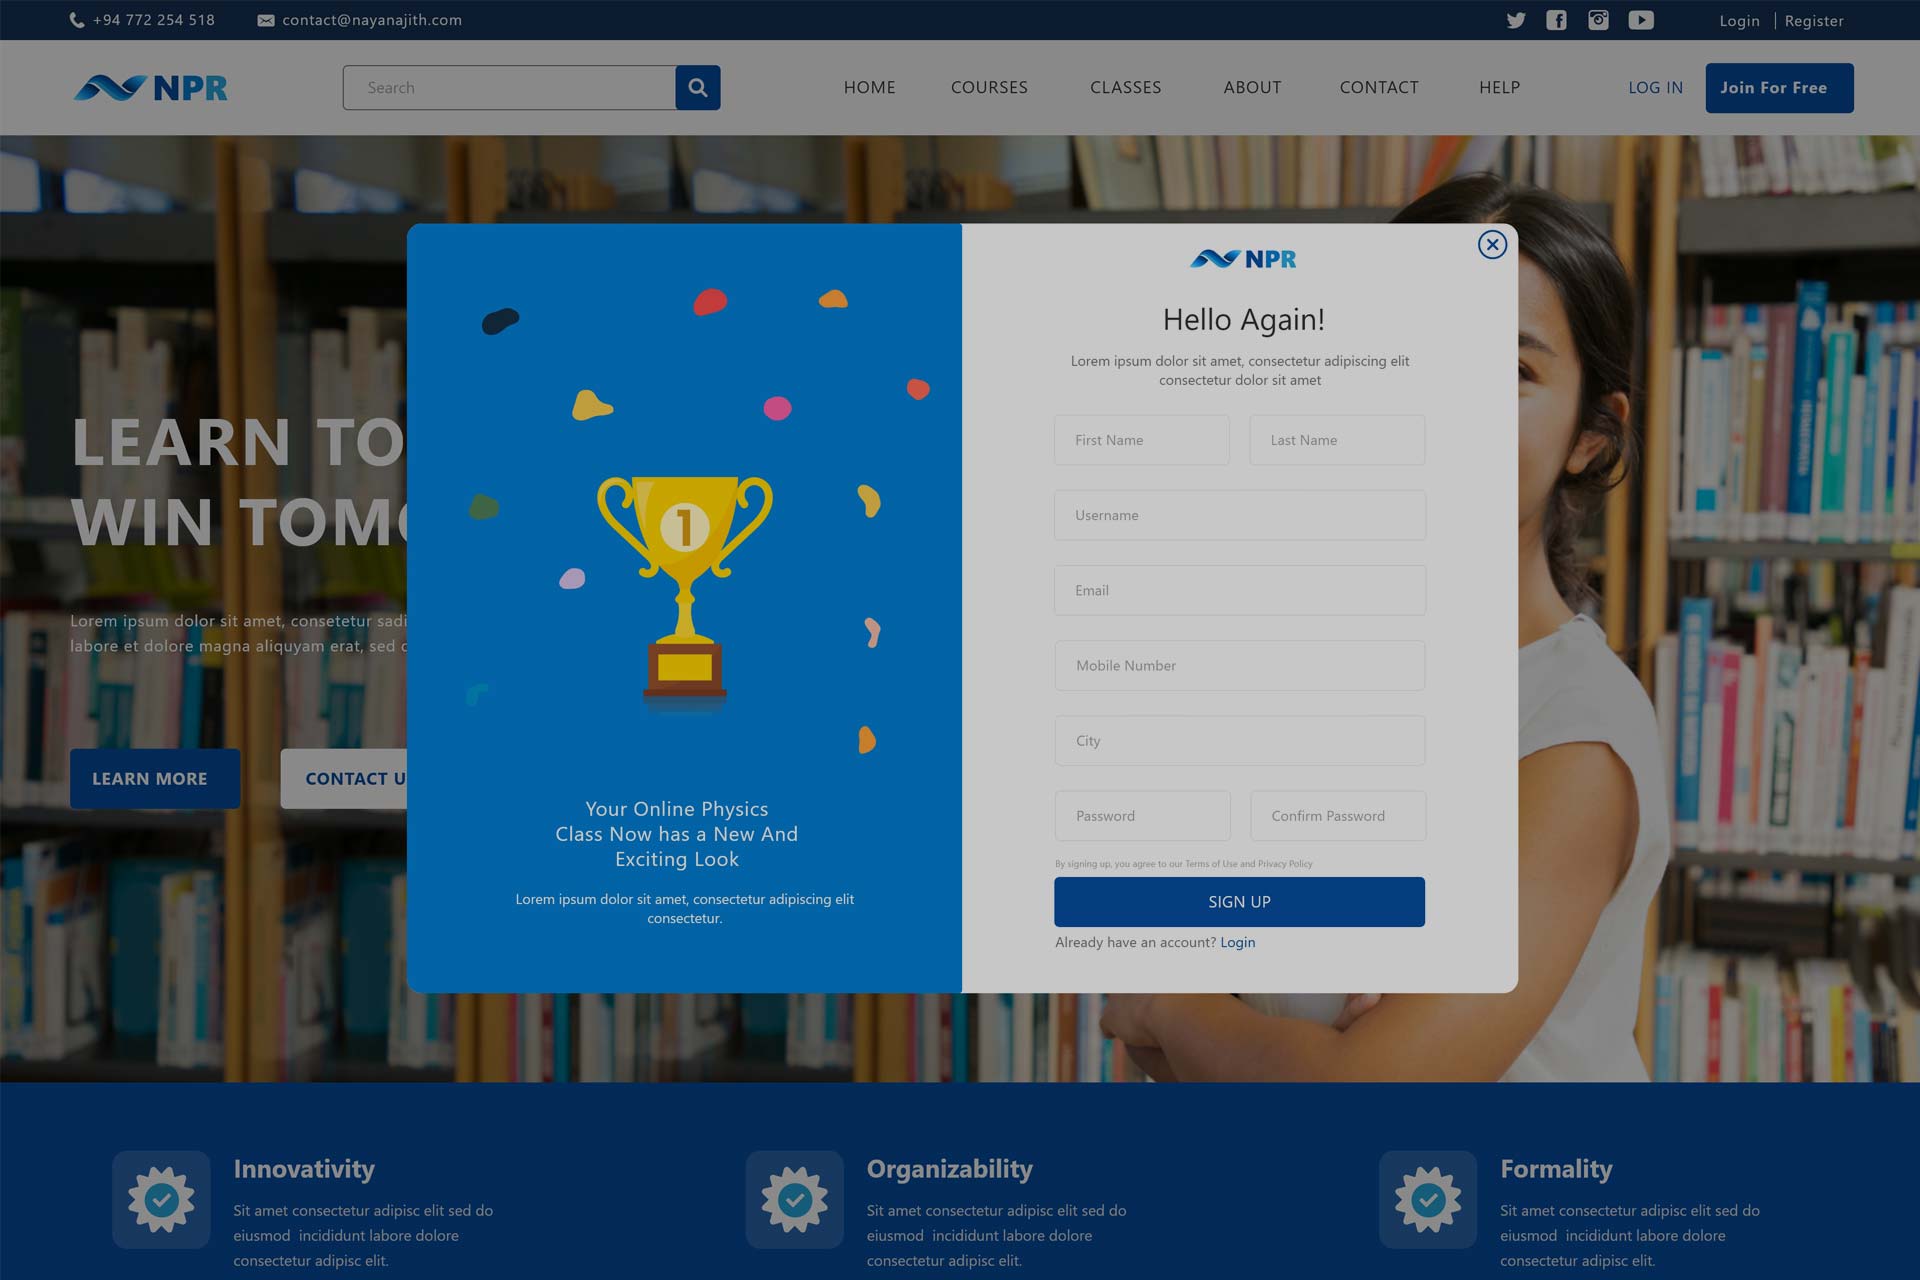 +94 772 254 518
contact@nayanajith.com
Login | Register
NPR
Search
HOME
COURSES
CLASSES
ABOUT
CONTACT
HELP
LOG IN
Join For Free
LEARN TO
WIN TOM
Lorem ipsum dolor sit amet, consetetur sadi
labore et dolore magna aliquyam erat, sed
LEARN MORE
CONTACT U
1
Your Online Physics
Class Now has a New And
Exciting Look
Lorem ipsum dolor sit amet, consectetur adipiscing elit
consectetur.
NPR
Hello Again!
Lorem ipsum dolor sit amet, consectetur adipiscing elit
consectetur dolor sit amet
First Name
Last Name
Username
Email
Mobile Number
City
Password
Confirm Password
By signing up, you agree to our Terms of Use and Privacy Policy
SIGN UP
Already have an account? Login
Innovativity
Sit amet consectetur adipisc elit sed do
eiusmod incididunt labore dolore
consectetur adipisc elit.
Organizability
Sit amet consectetur adipisc elit sed do
eiusmod incididunt labore dolore
consectetur adipisc elit.
Formality
Sit amet consectetur adipisc elit sed do
eiusmod incididunt labore dolore
consectetur adipisc elit.